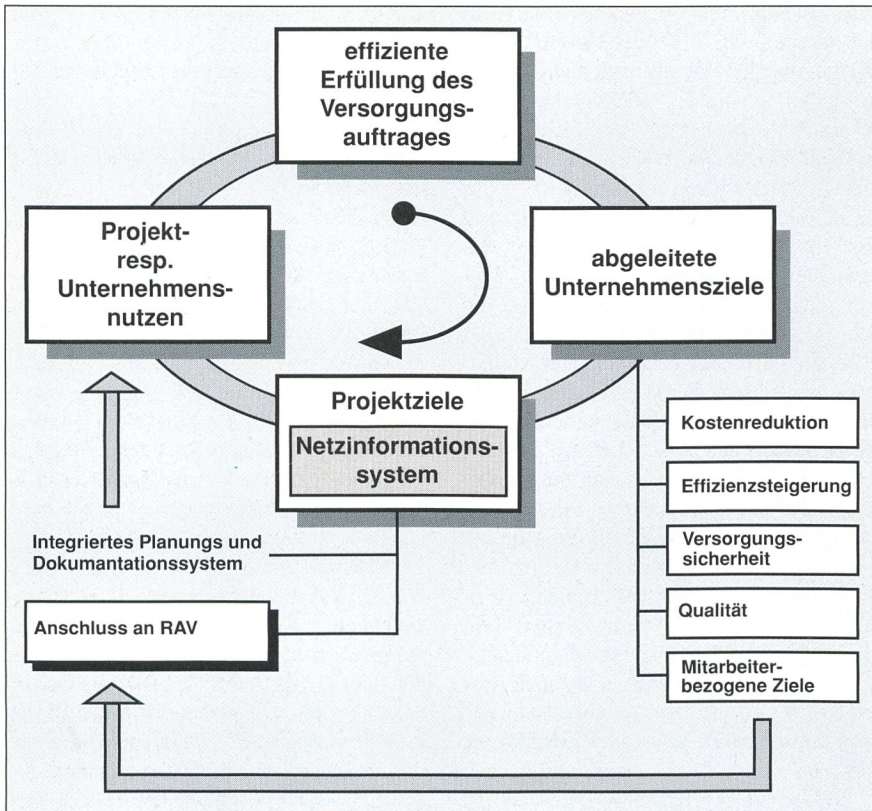 effiziente
Erfüllung des
Versorgungs-
auftrages
Projekt-
resp.
Unternehmens-
nutzen
abgeleitete
Unternehmensziele
Projektziele
Netzinformations-
system
Kostenreduktion
Effizienzsteigerung
Versorgungs-
sicherheit
Qualität
Mitarbeiter-
bezogene Ziele
Integriertes Planungs und
Dokumantationssystem
Anschluss an RAV